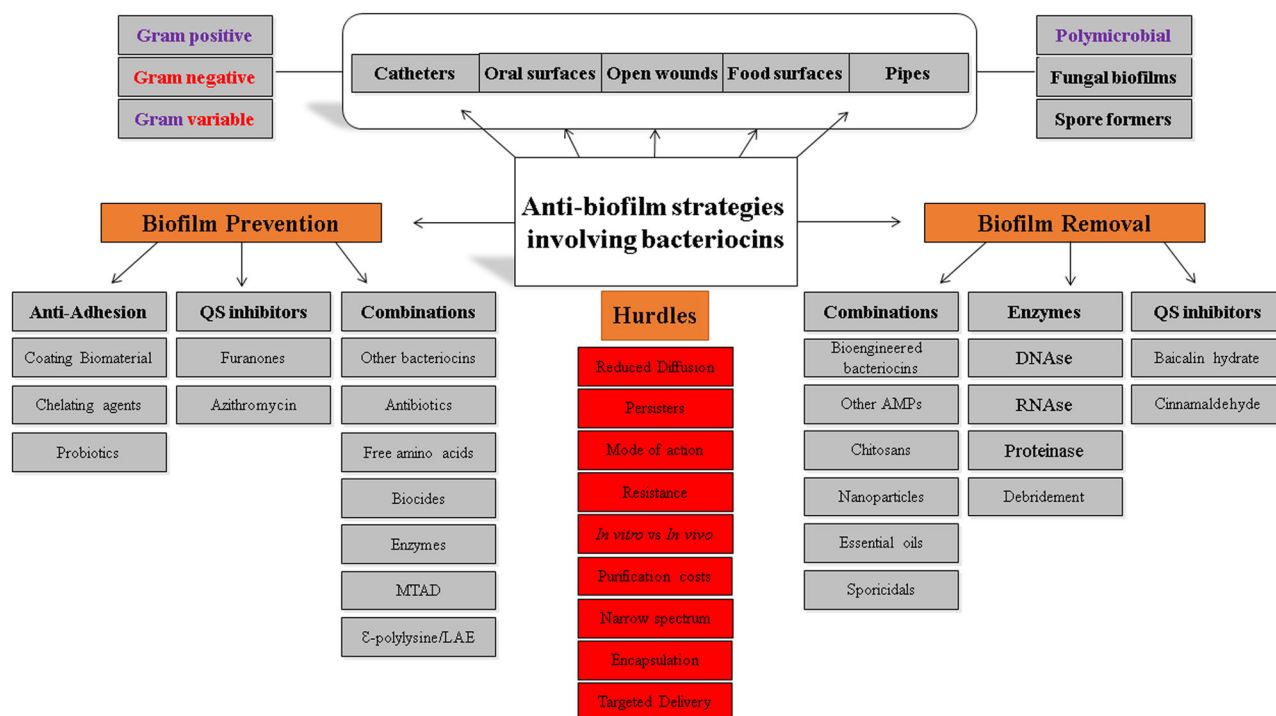 Gram positive
Gram negative
Gram variable
Catheters
Oral surfaces
Open wounds
Food surfaces
Pipes
Polymicrobial
Fungal biofilms
Spore formers
Anti-biofilm strategies
involving bacteriocins
Biofilm Prevention
Anti-Adhesion
Coating Biomaterial
Chelating agents
Probiotics
QS inhibitors
Furanones
Azithromycin
Combinations
Other bacteriocins
Antibiotics
Free amino acids
Biocides
Enzymes
MTAD
Ɛ-polylysine/LAE
Hurdles
Reduced Diffusion
Persisters
Mode of action
Resistance
In vitro vs In vivo
Purification costs
Narrow spectrum
Encapsulation
Targeted Delivery
Biofilm Removal
Combinations
Bioengineered
bacteriocins
Other AMPs
Chitosans
Nanoparticles
Essential oils
Sporicidals
Enzymes
DNAse
RNAse
Proteinase
Debridement
QS inhibitors
Baicalin hydrate
Cinnamaldehyde